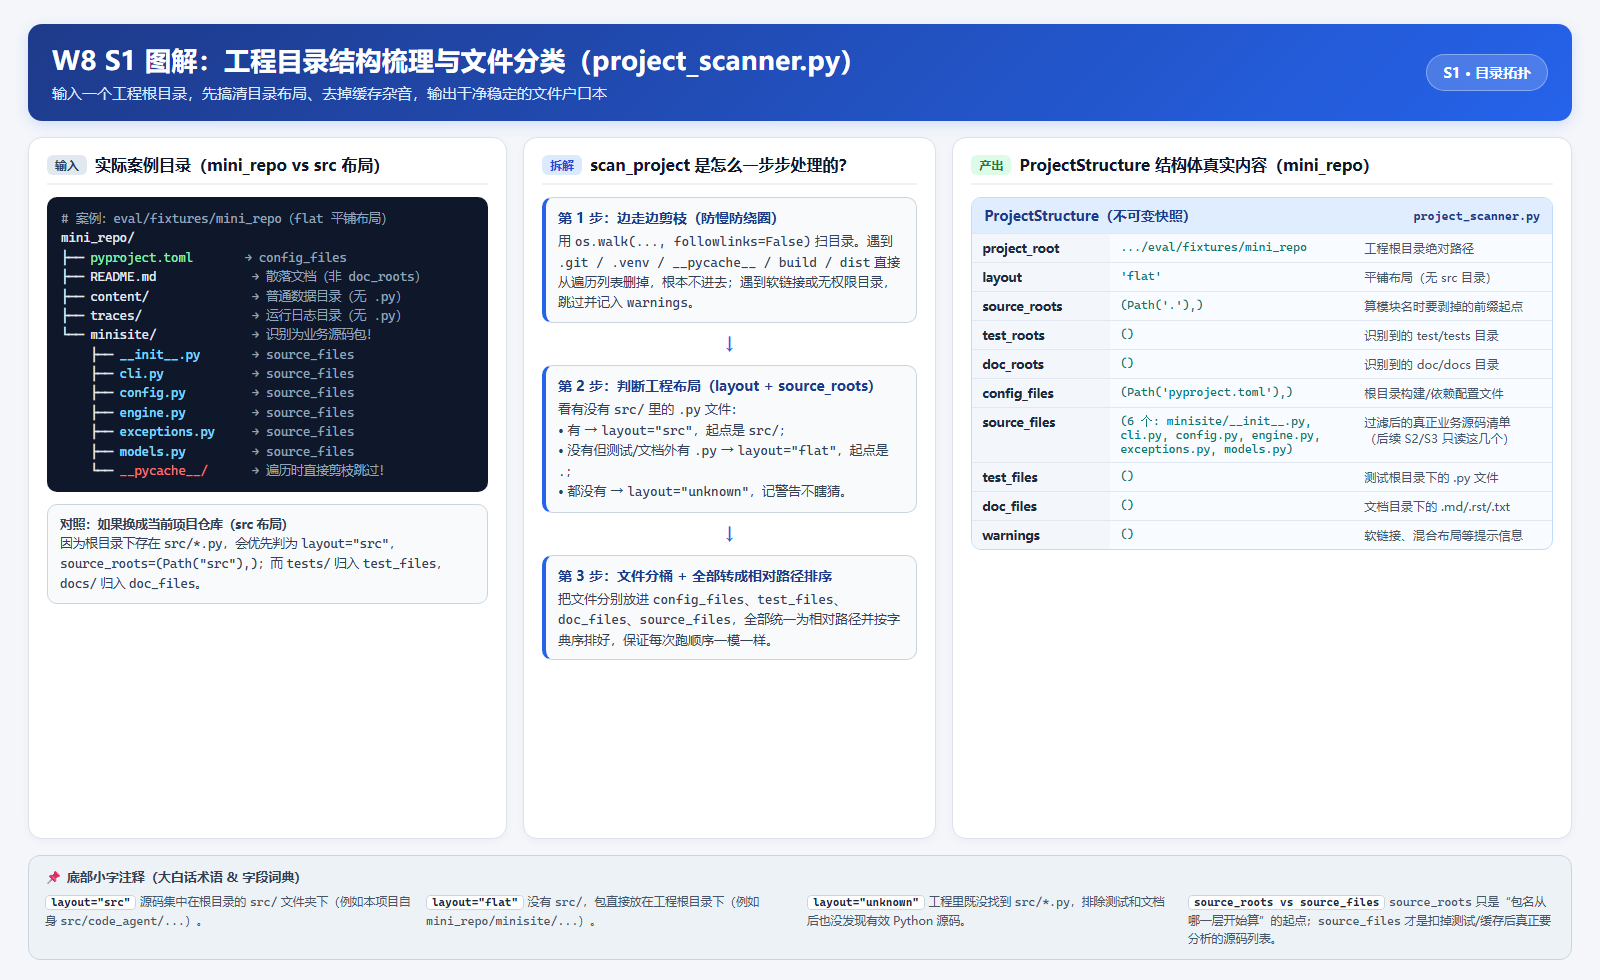 W8 S1 图解：工程目录结构梳理与文件分类（project_scanner.py）
输入一个工程根目录，先搞清目录布局、去掉缓存杂音，输出干净稳定的文件户口本
S1 • 目录拓扑
输入 实际案例目录（mini_repo vs src 布局）
# 案例：eval/fixtures/mini_repo（flat 平铺布局）
mini_repo/
├── pyproject.toml → config_files
├── README.md → 散落文档（非 doc_roots）
├── content/ → 普通数据目录（无 .py）
├── traces/ → 运行日志目录（无 .py）
└── minisite/ → 识别为业务源码包!
├── __init__.py → source_files
├── cli.py → source_files
├── config.py → source_files
├── engine.py → source_files
├── exceptions.py → source_files
├── models.py → source_files
└── __pycache__/ → 遍历时直接剪枝跳过!
对照：如果换成当前项目仓库（src 布局）
因为根目录下存在 src/*.py，会优先判为 layout="src"，
source_roots=(Path("src"),)；而 tests/ 归入 test_files，
docs/ 归入 doc_files。
拆解 scan_project 是怎么一步步处理的?
第 1 步：边走边剪枝（防慢防绕圈）
用 os.walk(..., followlinks=False) 扫目录。遇到
.git / .venv / __pycache__ / build / dist 直接
从遍历列表删掉，根本不进去；遇到软链接或无权限目录，
跳过并记入 warnings。
↓
第 2 步：判断工程布局（layout + source_roots）
看有没有 src/ 里的 .py 文件：
• 有 → layout="src"，起点是 src/;
• 没有但测试/文档外有 .py → layout="flat"，起点是
.;
• 都没有 → layout="unknown"，记警告不瞎猜。
↓
第 3 步：文件分桶 + 全部转成相对路径排序
把文件分别放进 config_files、test_files、
doc_files、source_files，全部统一为相对路径并按字
典序排好，保证每次跑顺序一模一样。
产出 ProjectStructure 结构体真实内容（mini_repo）
ProjectStructure（不可变快照） project_scanner.py
project_root .../eval/fixtures/mini_repo 工程根目录绝对路径
layout 'flat' 平铺布局（无 src 目录）
source_roots (Path('.'),) 算模块名时要剥掉的前缀起点
test_roots () 识别到的 test/tests 目录
doc_roots () 识别到的 doc/docs 目录
config_files (Path('pyproject.toml'),) 根目录构建/依赖配置文件
source_files (6 个: minisite/__init__.py, 过滤后的真正业务源码清单
cli.py, config.py, engine.py, （后续 S2/S3 只读这几个）
exceptions.py, models.py)
test_files () 测试根目录下的 .py 文件
doc_files () 文档目录下的 .md/.rst/.txt
warnings () 软链接、混合布局等提示信息
📌 底部小字注释（大白话术语 & 字段词典）
layout="src" 源码集中在根目录的 src/ 文件夹下（例如本项目自
身 src/code_agent/...）。
layout="flat" 没有 src/，包直接放在工程根目录下（例如
mini_repo/minisite/...）。
layout="unknown" 工程里既没找到 src/*.py，排除测试和文档
后也没发现有效 Python 源码。
source_roots vs source_files source_roots 只是“包名从
哪一层开始算”的起点；source_files 才是扣掉测试/缓存后真正要
分析的源码列表。